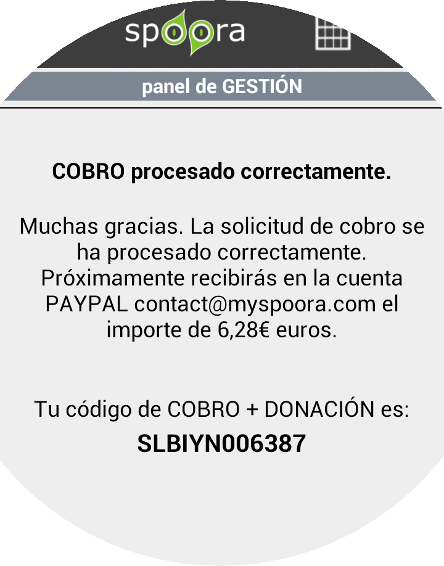 spoora
panel de GESTIÓN
COBRO procesado correctamente.
Muchas gracias. La solicitud de cobro se
ha procesado correctamente.
Próximamente recibirás en la cuenta
PAYPAL contact@myspoora.com el
importe de 6,28€ euros.
Tu código de COBRO + DONACIÓN es:
SLBIYN006387